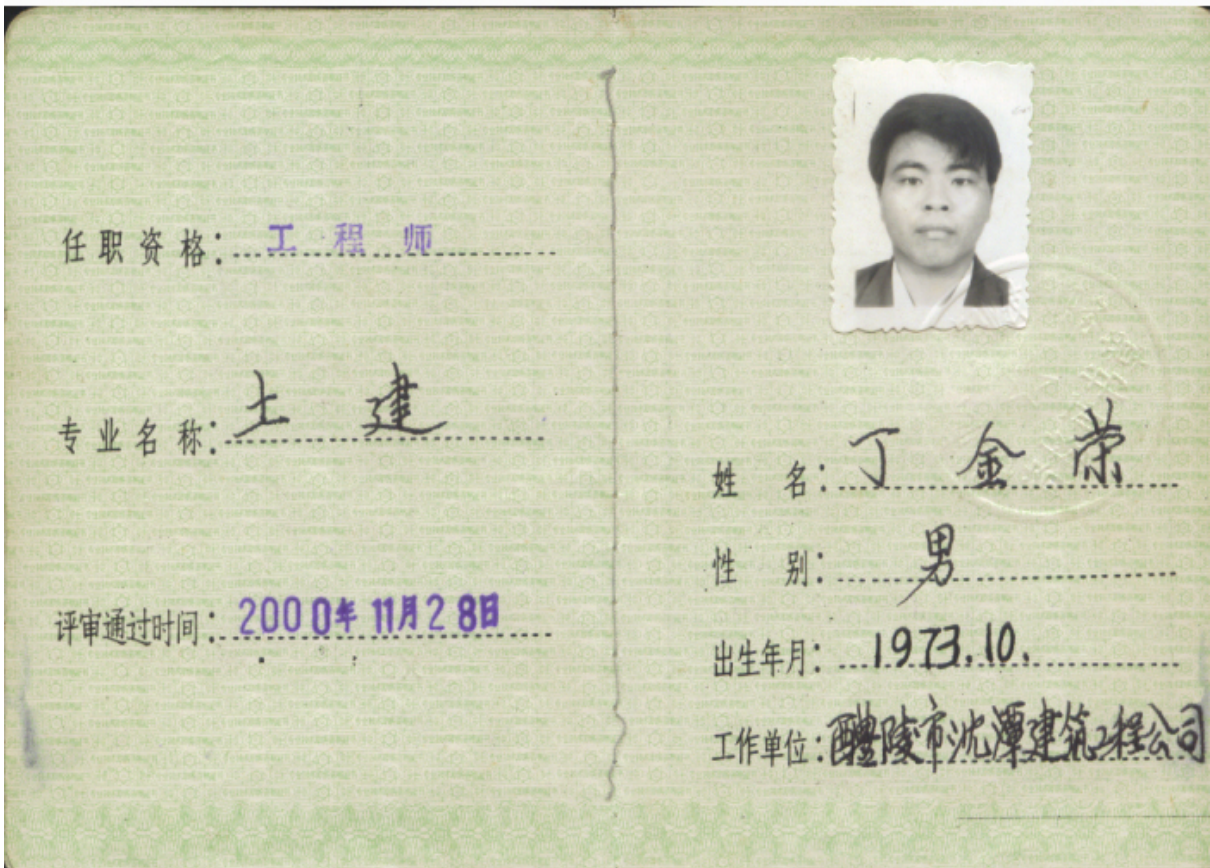 任职资格：工程师
专业名称：土建
评审通过时间：2000年11月28日
姓名：丁金荣
性别：男
出生年月：1973.10.
工作单位：醴陵市沈潭建筑工程公司